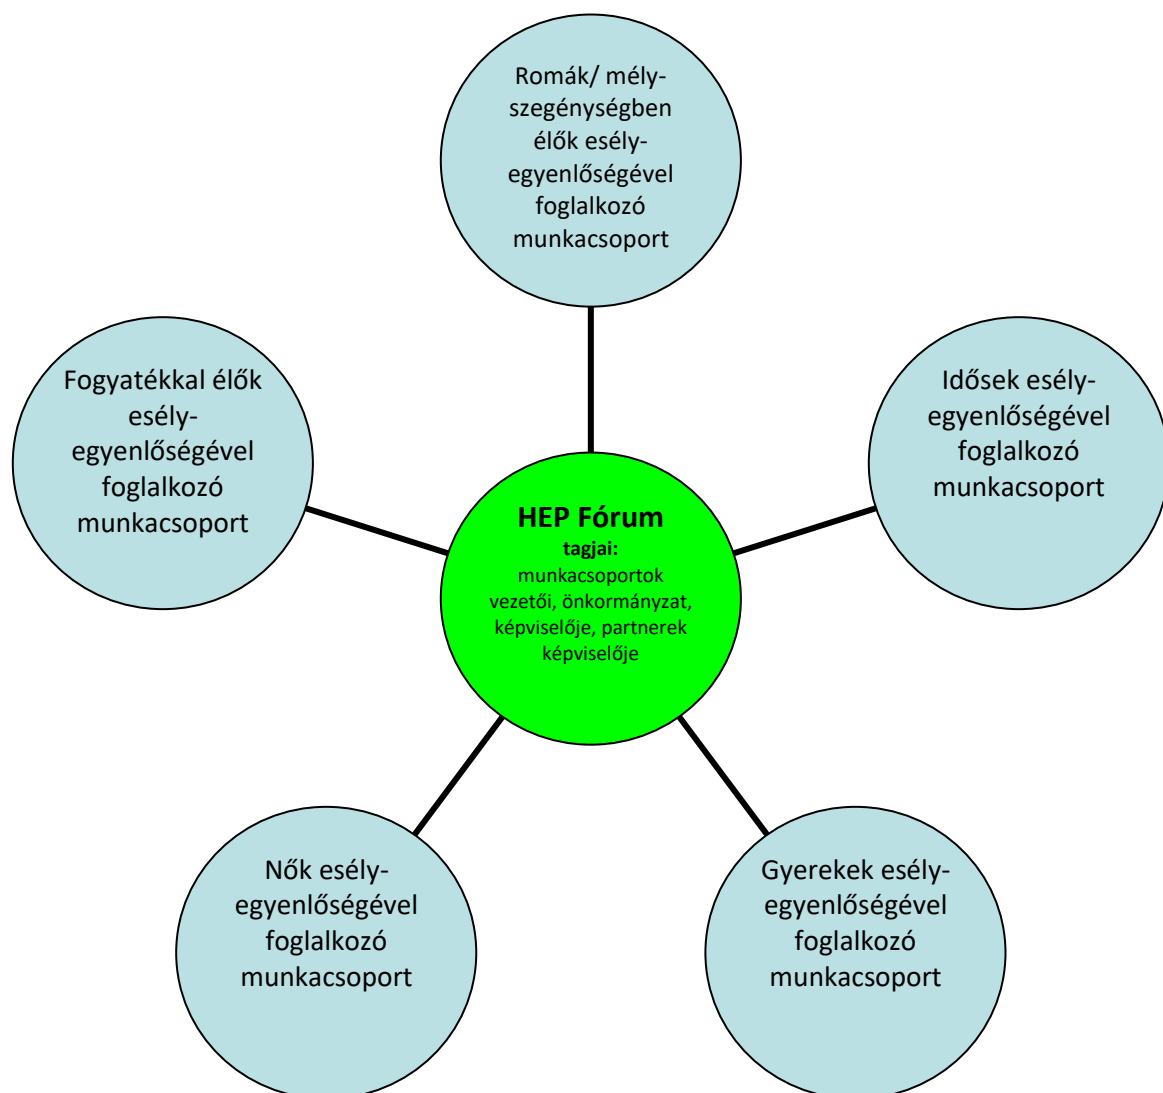 Romák/ mély-
szegénységben
élők esély-
egyenlőségével
foglalkozó
munkacsoport
Fogyatékkal élők
esély-
egyenlőségével
foglalkozó
munkacsoport
Idősek esély-
egyenlőségével
foglalkozó
munkacsoport
HEP Fórum
tagjai:
munkacsoportok
vezetői, önkormányzat,
képviselője, partnerek
képviselője
Nők esély-
egyenlőségével
foglalkozó
munkacsoport
Gyerekek esély-
egyenlőségével
foglalkozó
munkacsoport